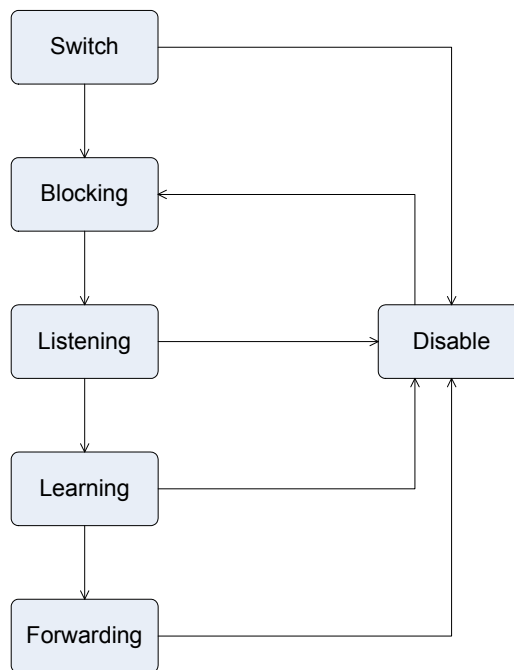 Switch
Blocking
Listening
Disable
Learning
Forwarding